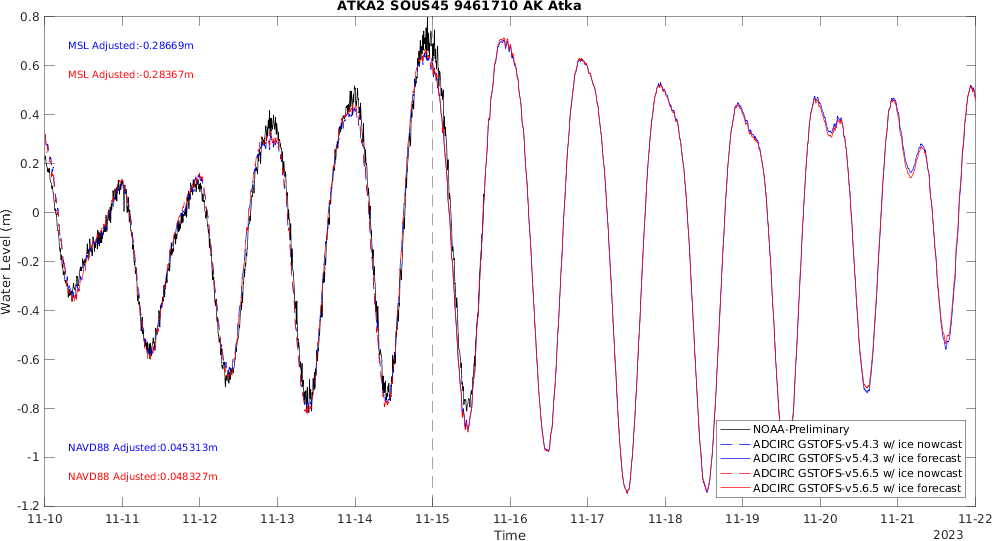 ATKA2 SOUS45 9461710 AK Atka
0.8
0.6
0.4
0.2
0
-0.2
-0.4
-0.6
-0.8
-1
-1.2
Water Level (m)
MSL Adjusted:-0.28669m
MSL Adjusted:-0.28367m
NAVD88 Adjusted:0.045313m
NAVD88 Adjusted:0.048327m
NOAA-Preliminary
ADCIRC GSTOFS-v5.4.3 w/ ice nowcast
ADCIRC GSTOFS-v5.4.3 w/ ice forecast
ADCIRC GSTOFS-v5.6.5 w/ ice nowcast
ADCIRC GSTOFS-v5.6.5 w/ ice forecast
11-10 11-11 11-12 11-13 11-14 11-15 11-16 11-17 11-18 11-19 11-20 11-21 11-22
Time
2023